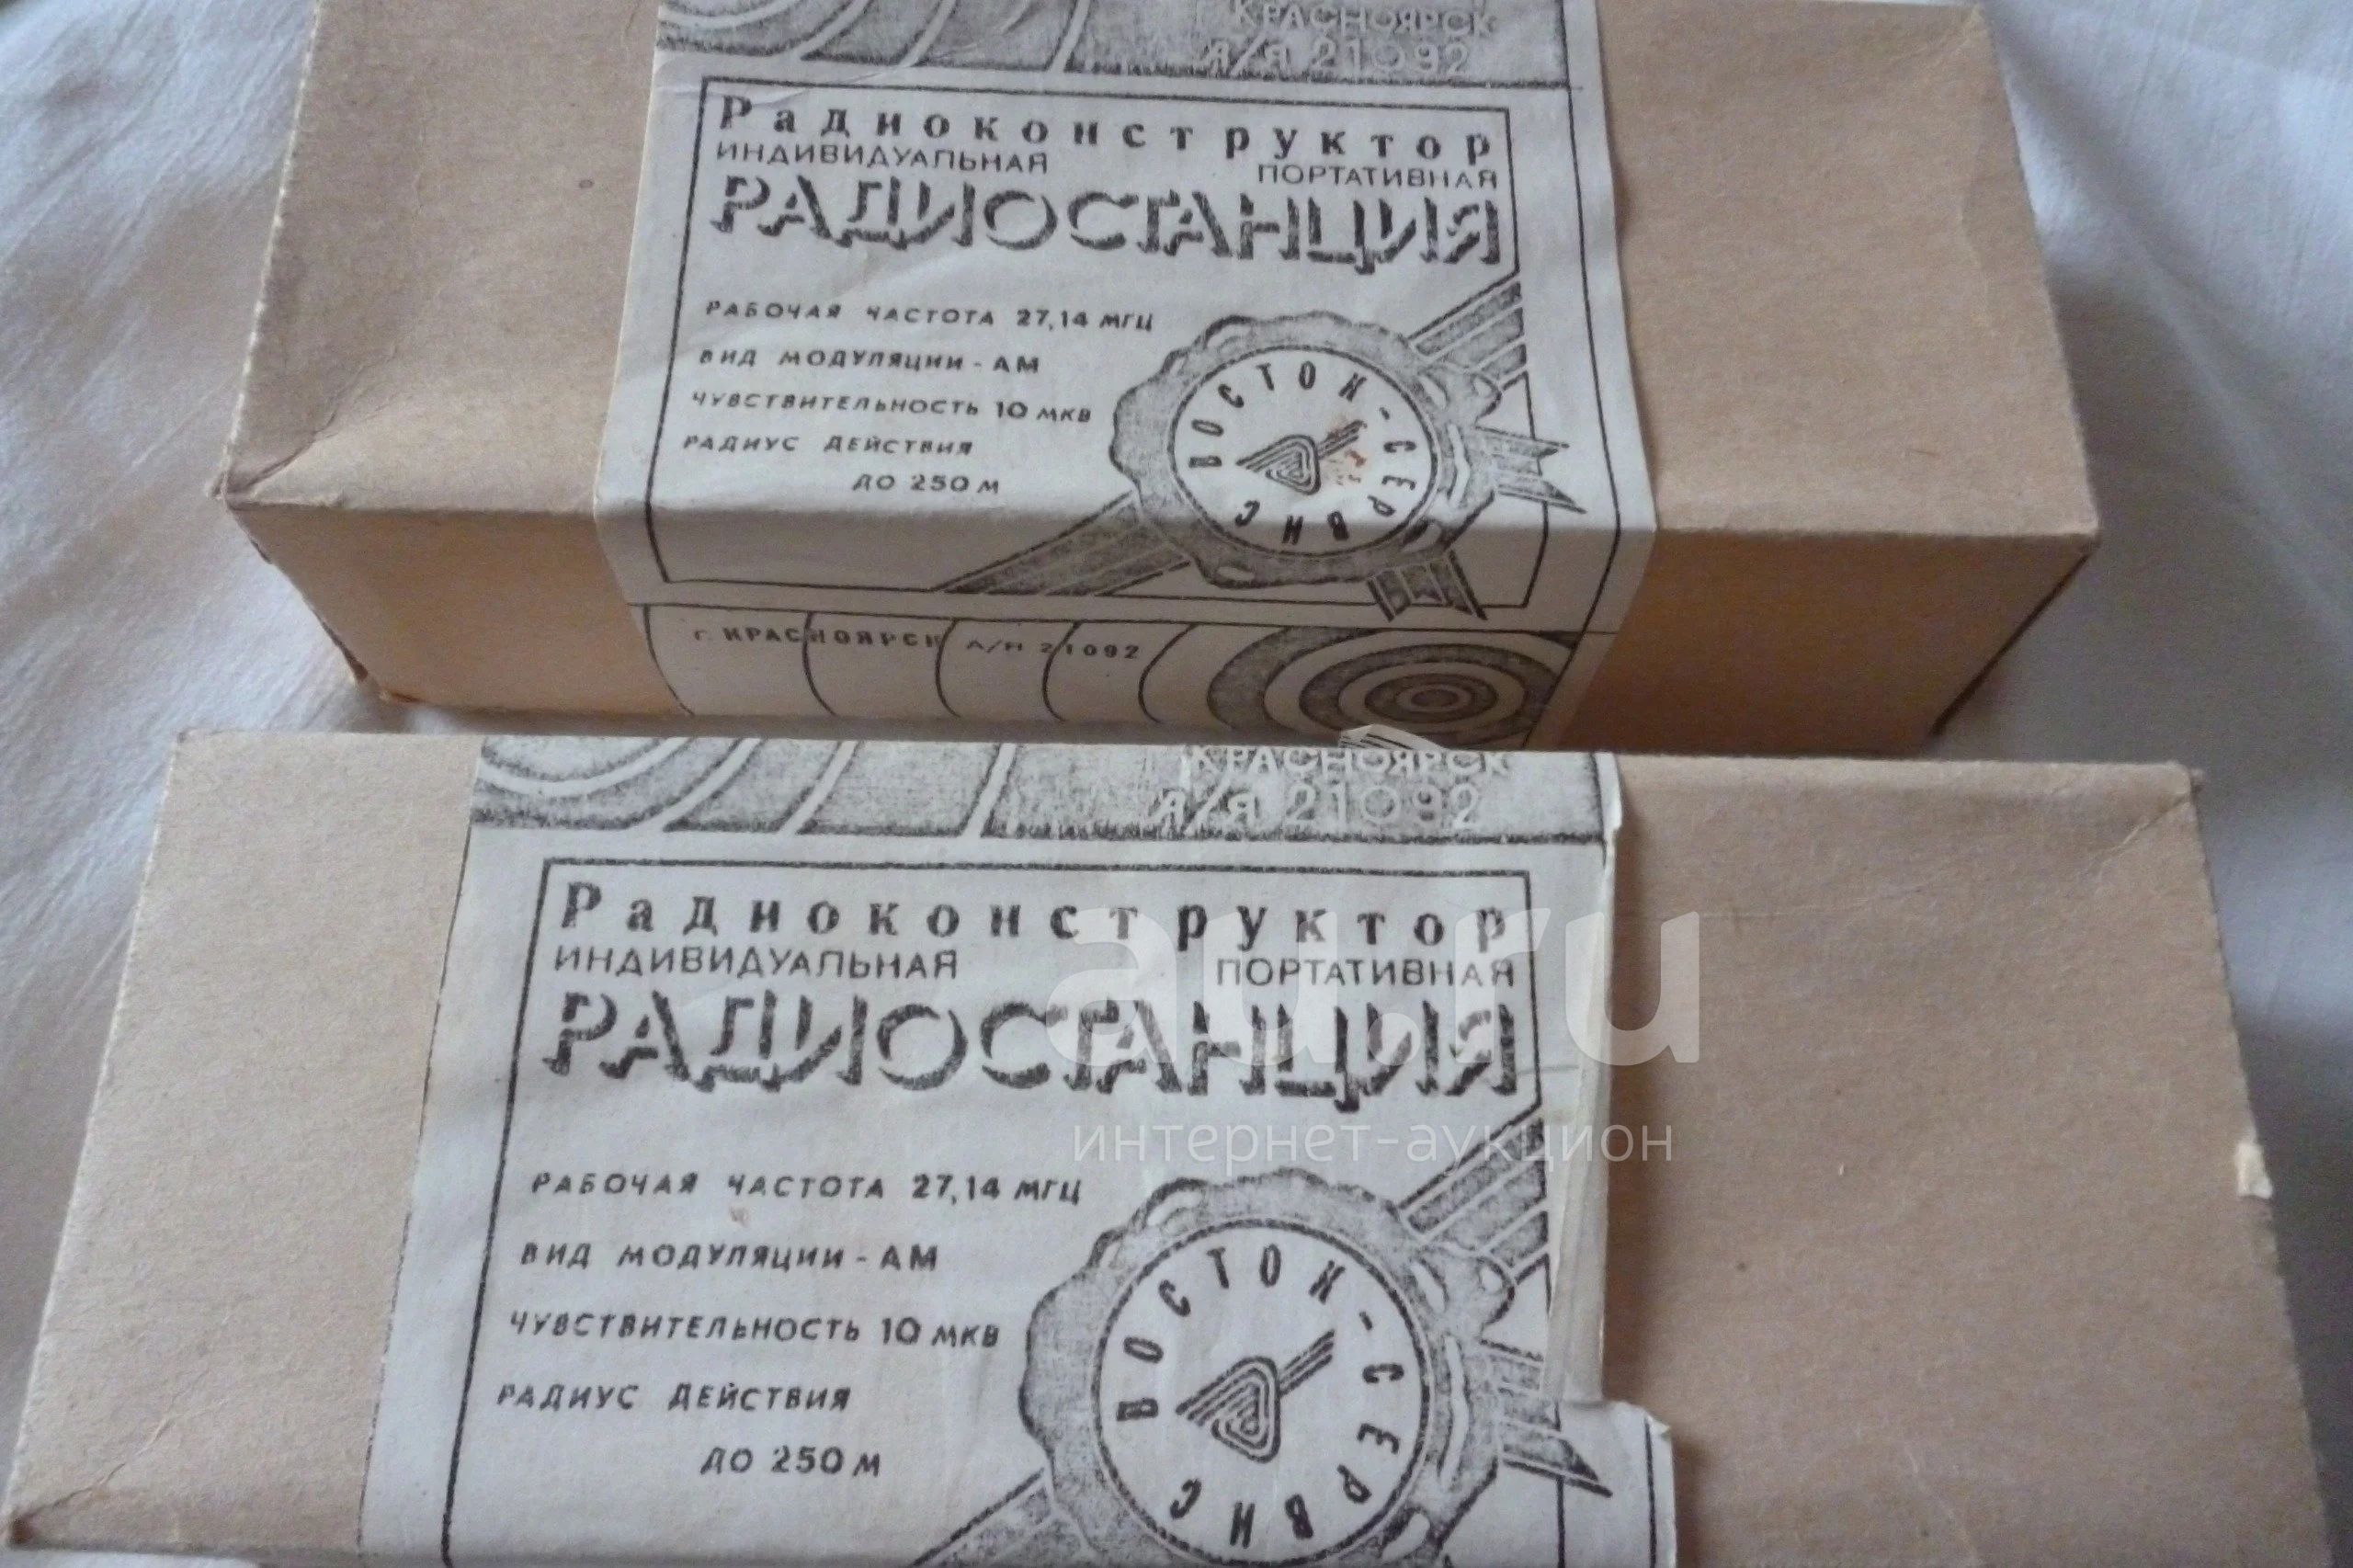 КРАСНОЯРСК
А/Я 21092
Радиоконструктор
ИНДИВИДУАЛЬНАЯ ПОРТАТИВНАЯ
РАДИОСТАНЦИЯ
РАБОЧАЯ ЧАСТОТА 27,14 МГЦ
ВИД МОДУЛЯЦИИ - АМ
ЧУВСТВИТЕЛЬНОСТЬ 10 МКВ
РАДИУС ДЕЙСТВИЯ
ДО 250 М
ВОСТОК-СЕРВИС
г. КРАСНОЯРСК А/Я 21092
КРАСНОЯРСК
А/Я 21092
Радиоконструктор
ИНДИВИДУАЛЬНАЯ ПОРТАТИВНАЯ
РАДИОСТАНЦИЯ
au.ru
интернет-аукцион
РАБОЧАЯ ЧАСТОТА 27,14 МГЦ
ВИД МОДУЛЯЦИИ - АМ
ЧУВСТВИТЕЛЬНОСТЬ 10 МКВ
РАДИУС ДЕЙСТВИЯ
ДО 250 М
ВОСТОК-СЕРВИС